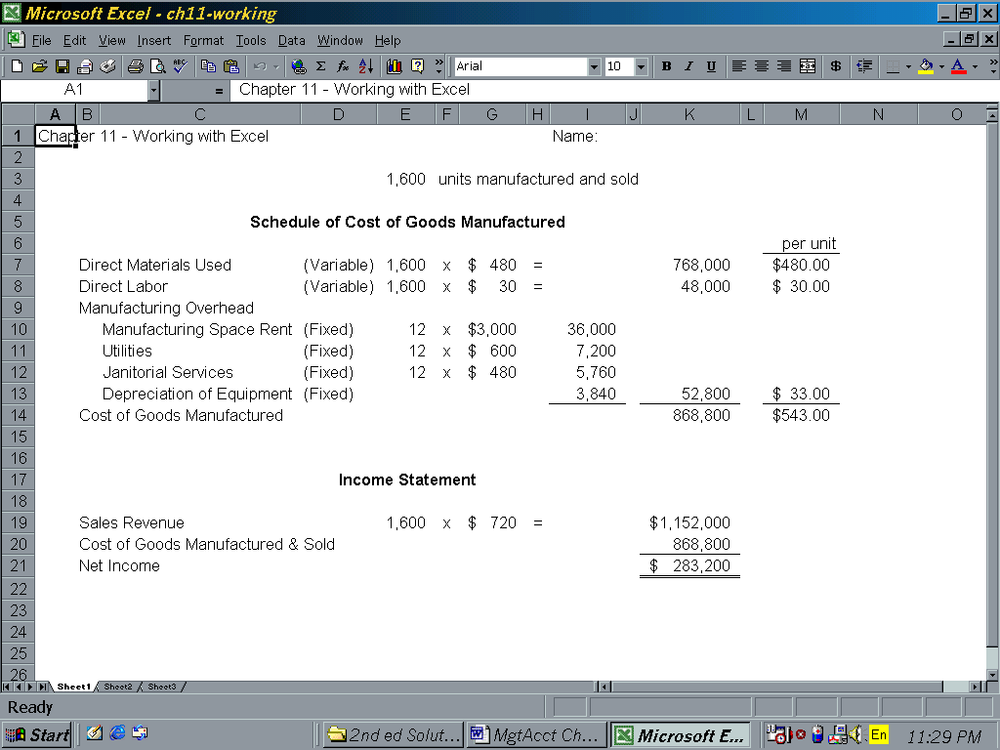 Microsoft Excel - ch11-working
File Edit View Insert Format Tools Data Window Help
Arial 10 B I U $ A
A1 = Chapter 11 - Working with Excel
A B C D E F G H I J K L M N O
1 Chapter 11 - Working with Excel Name:
2
3 1,600 units manufactured and sold
4
5 Schedule of Cost of Goods Manufactured
6 per unit
7 Direct Materials Used (Variable) 1,600 x $ 480 = 768,000 $480.00
8 Direct Labor (Variable) 1,600 x $ 30 = 48,000 $ 30.00
9 Manufacturing Overhead
10 Manufacturing Space Rent (Fixed) 12 x $3,000 36,000
11 Utilities (Fixed) 12 x $ 600 7,200
12 Janitorial Services (Fixed) 12 x $ 480 5,760
13 Depreciation of Equipment (Fixed) 3,840 52,800 $ 33.00
14 Cost of Goods Manufactured 868,800 $543.00
15
16
17 Income Statement
18
19 Sales Revenue 1,600 x $ 720 = $1,152,000
20 Cost of Goods Manufactured & Sold 868,800
21 Net Income $ 283,200
22
23
24
25
26
Sheet1 Sheet2 Sheet3
Ready
Start 2nd ed Solut... MgtAcct Ch... Microsoft E... En 11:29 PM